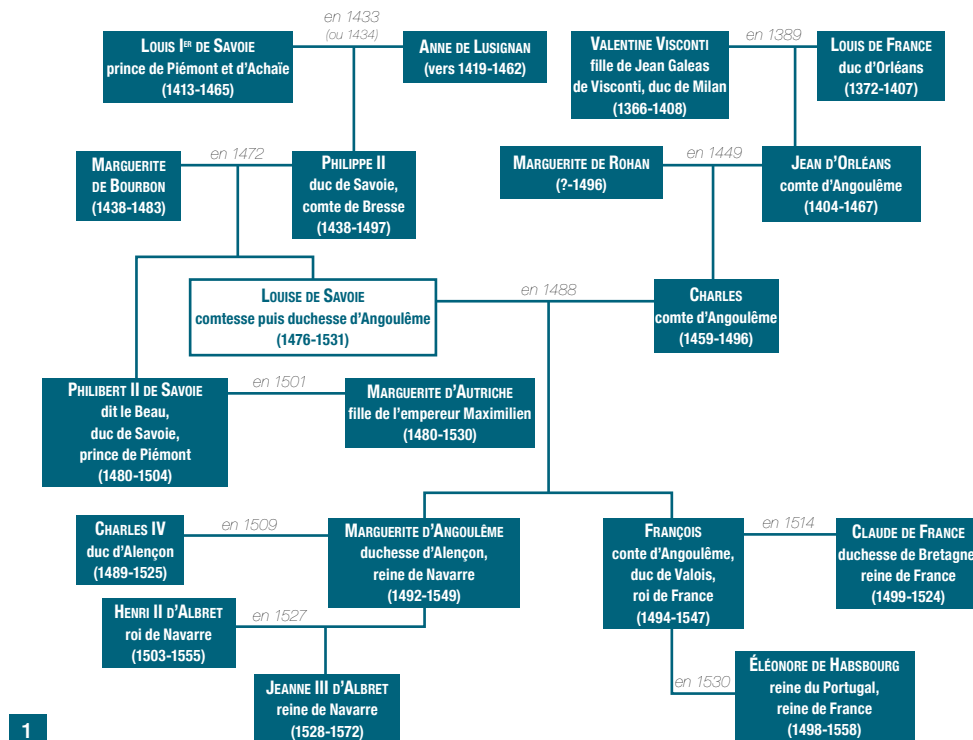 en 1433
(ou 1434)
Louis Ier de Savoie
prince de Piémont et d'Achaïe
(1413-1465)
Anne de Lusignan
(vers 1419-1462)
en 1389
Valentine Visconti
fille de Jean Galeas
de Visconti, duc de Milan
(1366-1408)
Louis de France
duc d'Orléans
(1372-1407)
en 1472
Marguerite
de Bourbon
(1438-1483)
Philippe II
duc de Savoie,
comte de Bresse
(1438-1497)
en 1449
Marguerite de Rohan
(?-1496)
Jean d'Orléans
comte d'Angoulême
(1404-1467)
en 1488
Louise de Savoie
comtesse puis duchesse d'Angoulême
(1476-1531)
Charles
comte d'Angoulême
(1459-1496)
en 1501
Philibert II de Savoie
dit le Beau,
duc de Savoie,
prince de Piémont
(1480-1504)
Marguerite d'Autriche
fille de l'empereur Maximilien
(1480-1530)
en 1509
Charles IV
duc d'Alençon
(1489-1525)
Marguerite d'Angoulême
duchesse d'Alençon,
reine de Navarre
(1492-1549)
en 1514
François
conte d'Angoulême,
duc de Valois,
roi de France
(1494-1547)
Claude de France
duchesse de Bretagne
reine de France
(1499-1524)
en 1527
Henri II d'Albret
roi de Navarre
(1503-1555)
Jeanne III d'Albret
reine de Navarre
(1528-1572)
en 1530
Éléonore de Habsbourg
reine du Portugal,
reine de France
(1498-1558)
1